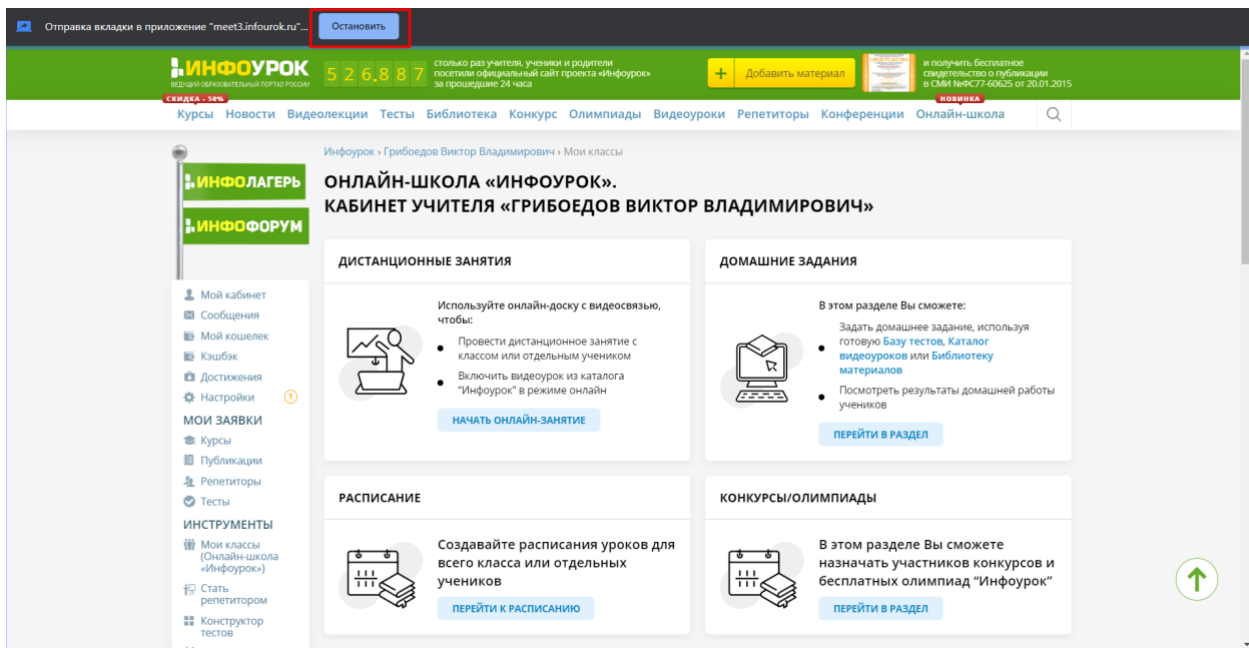 Отправка вкладки в приложение "meet3.infourok.ru"...
Остановить
ИНФОУРОК
ВЕДУЩИЙ ОБРАЗОВАТЕЛЬНЫЙ ПОРТАЛ РОССИИ
5 2 6 . 8 8 7
столько раз учителя, ученики и родители
посетили официальный сайт проекта «Инфоурок»
за прошедшие 24 часа
+ Добавить материал
и получить бесплатное
свидетельство о публикации
в СМИ №ФС77-60625 от 20.01.2015
СКИДКА - 50%
НОВИНКА
Курсы Новости Видеолекции Тесты Библиотека Конкурс Олимпиады Видеоуроки Репетиторы Конференции Онлайн-школа
Инфоурок › Грибоедов Виктор Владимирович › Мои классы
ИНФОЛАГЕРЬ
ИНФОФОРУМ
ОНЛАЙН-ШКОЛА «ИНФОУРОК».
КАБИНЕТ УЧИТЕЛЯ «ГРИБОЕДОВ ВИКТОР ВЛАДИМИРОВИЧ»
Мой кабинет
Сообщения
Мой кошелек
Кэшбэк
Достижения
Настройки 1
МОИ ЗАЯВКИ
Курсы
Публикации
Репетиторы
Тесты
ИНСТРУМЕНТЫ
Мои классы
(Онлайн-школа
«Инфоурок»)
Стать
репетитором
Конструктор
тестов
ДИСТАНЦИОННЫЕ ЗАНЯТИЯ
Используйте онлайн-доску с видеосвязью,
чтобы:
Провести дистанционное занятие с
классом или отдельным учеником
Включить видеоурок из каталога
"Инфоурок" в режиме онлайн
НАЧАТЬ ОНЛАЙН-ЗАНЯТИЕ
ДОМАШНИЕ ЗАДАНИЯ
В этом разделе Вы сможете:
Задать домашнее задание, используя
готовую Базу тестов, Каталог
видеоуроков или Библиотеку
материалов
Посмотреть результаты домашней работы
учеников
ПЕРЕЙТИ В РАЗДЕЛ
РАСПИСАНИЕ
Создавайте расписания уроков для
всего класса или отдельных
учеников
ПЕРЕЙТИ К РАСПИСАНИЮ
КОНКУРСЫ/ОЛИМПИАДЫ
В этом разделе Вы сможете
назначать участников конкурсов и
бесплатных олимпиад "Инфоурок"
ПЕРЕЙТИ В РАЗДЕЛ